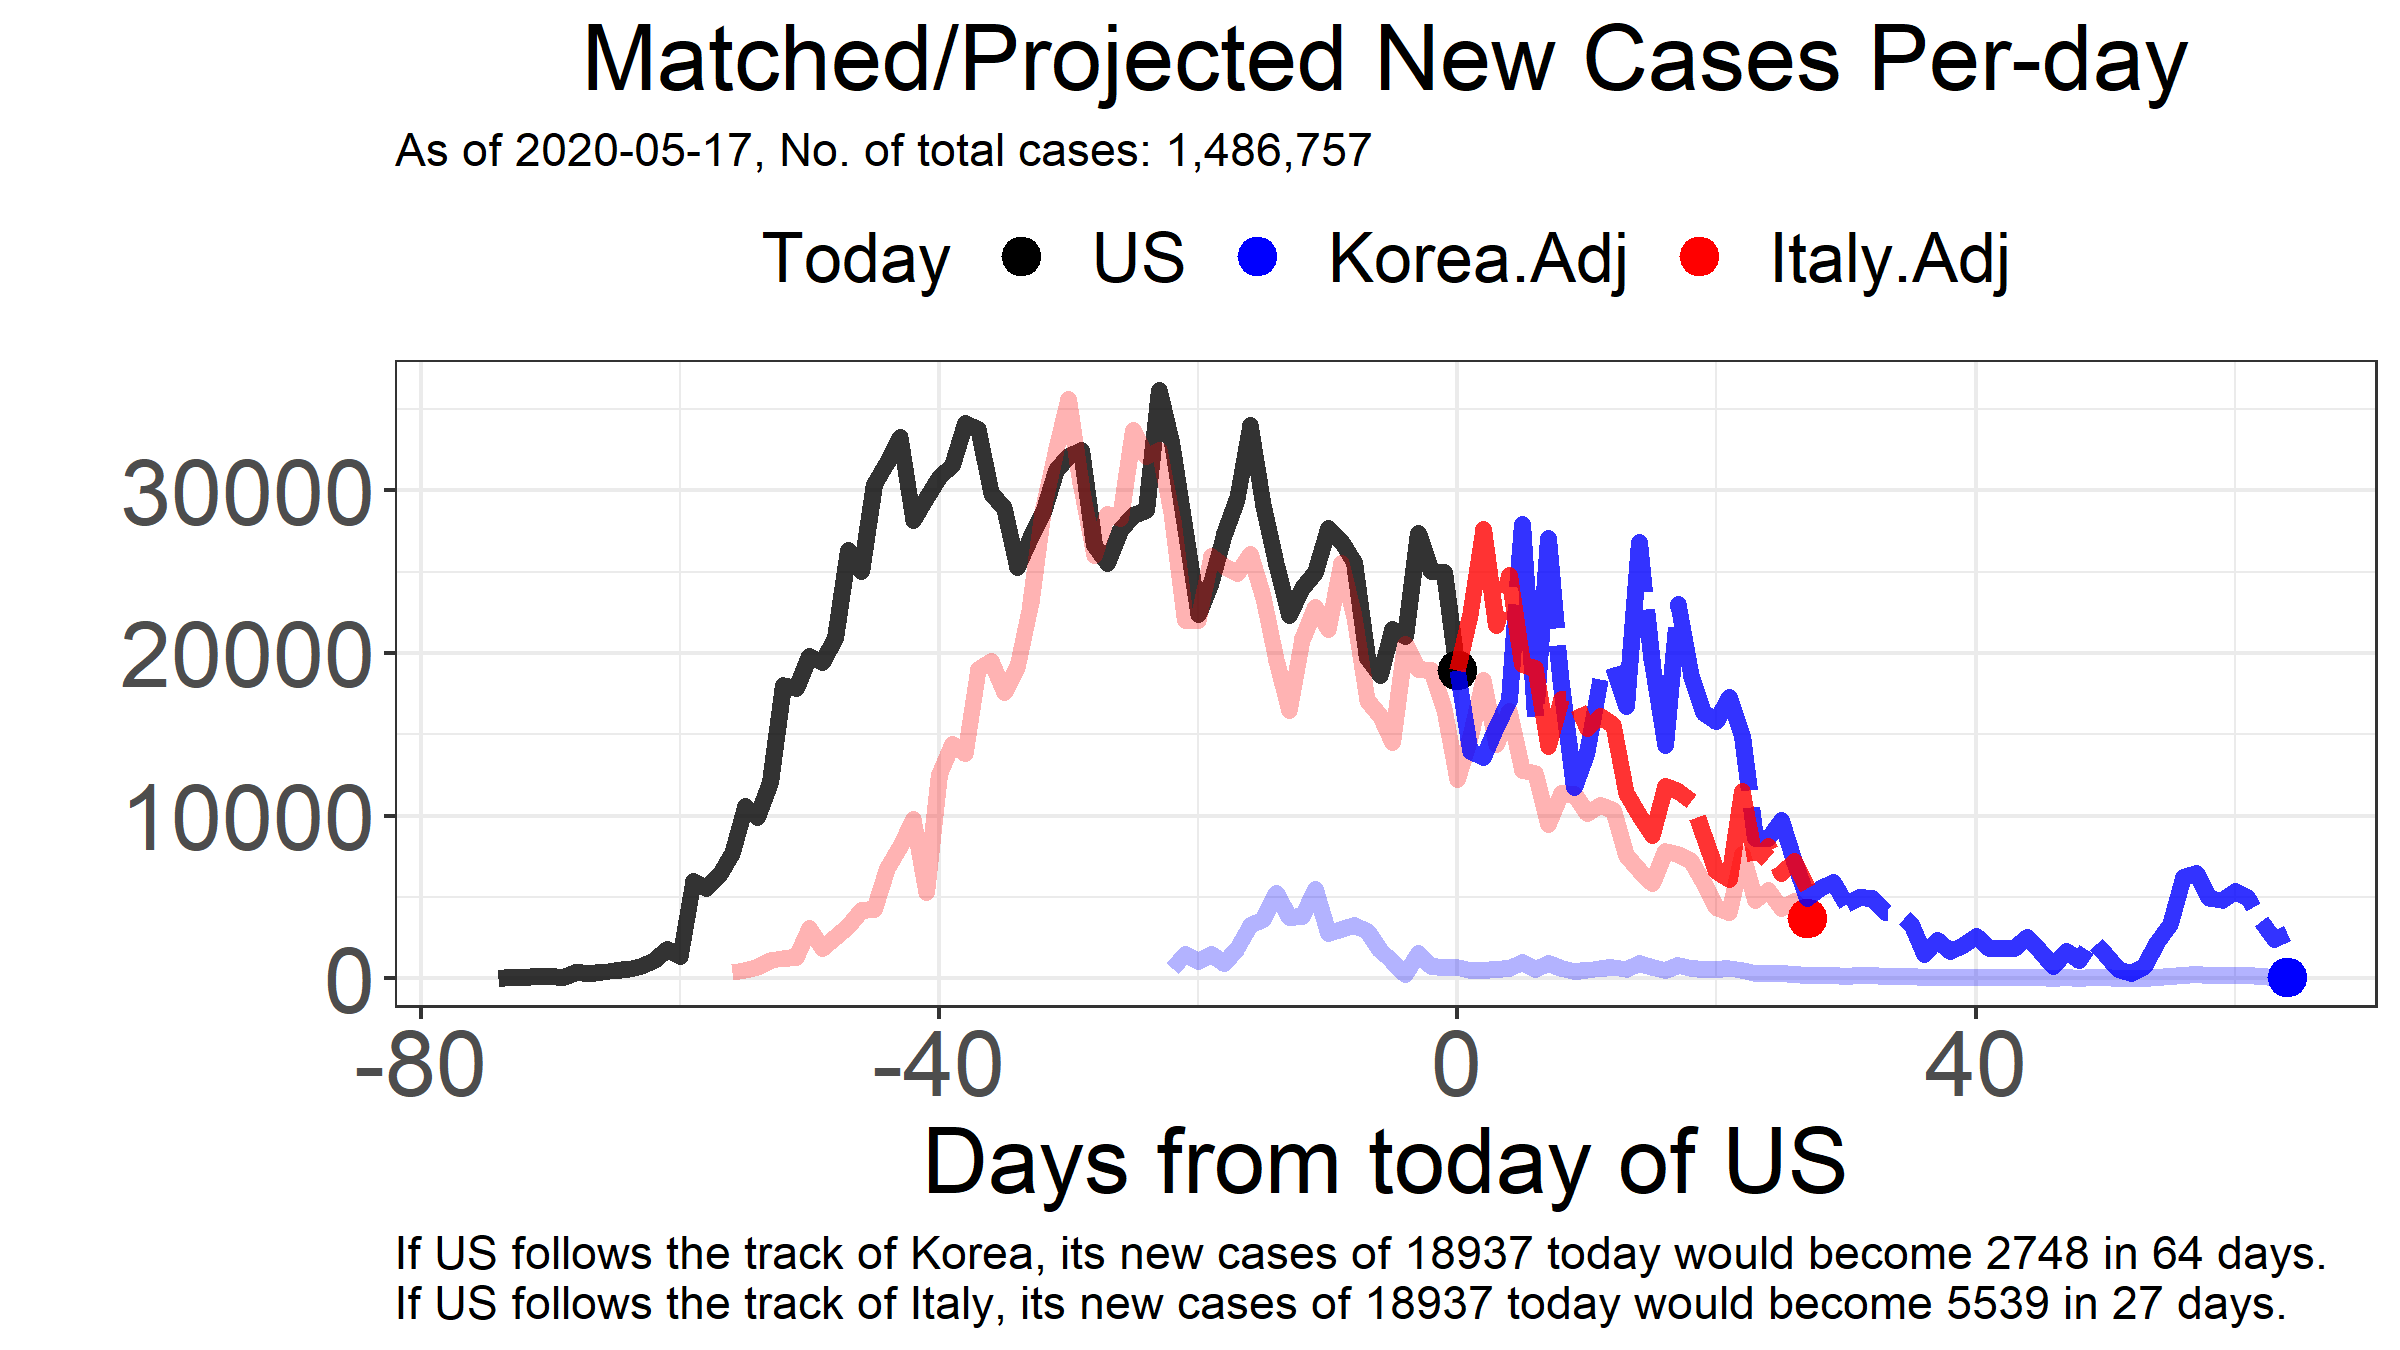 Matched/Projected New Cases Per-day
As of 2020-05-17, No. of total cases: 1,486,757
Today US Korea.Adj Italy.Adj
30000
20000
10000
0
-80 -40 0 40
Days from today of US
If US follows the track of Korea, its new cases of 18937 today would become 2748 in 64 days.
If US follows the track of Italy, its new cases of 18937 today would become 5539 in 27 days.